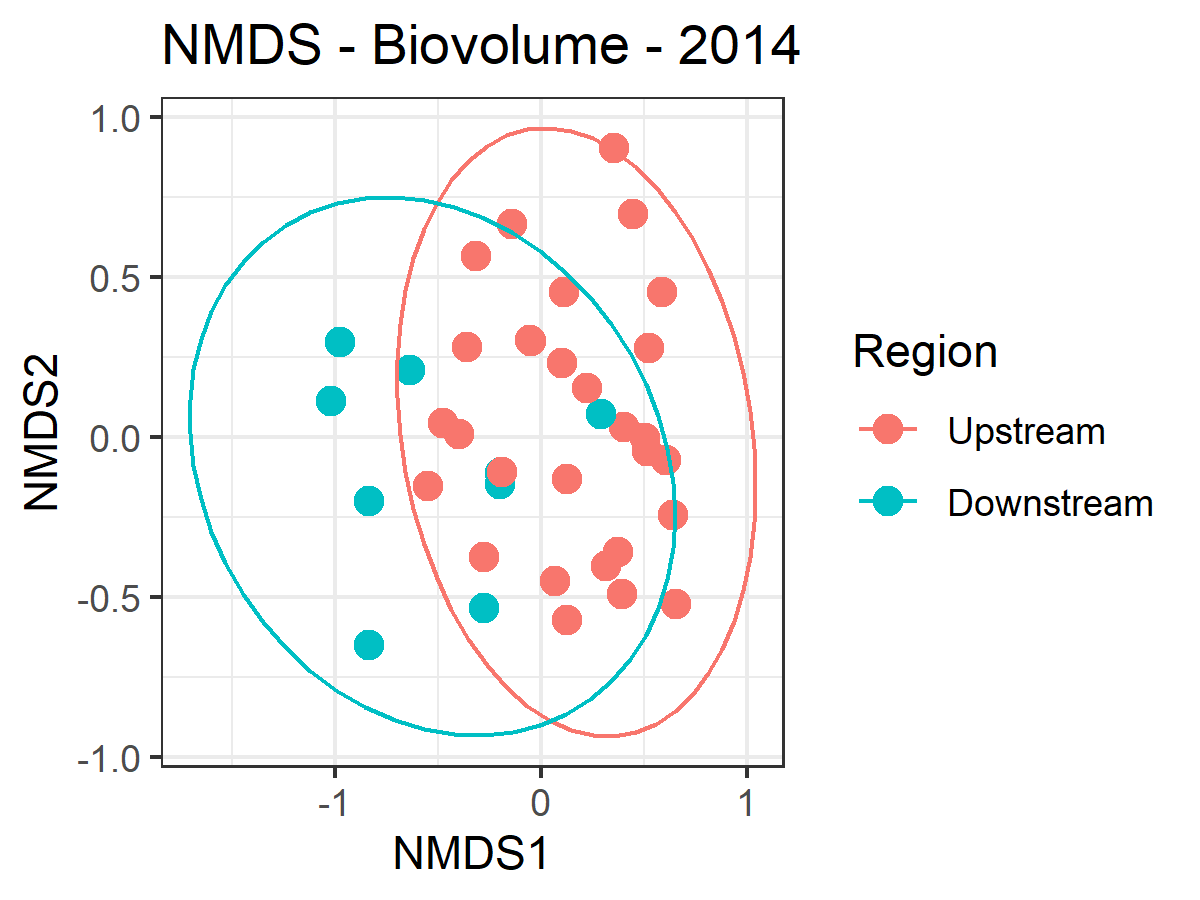 NMDS - Biovolume - 2014
1.0
0.5
0.0
-0.5
-1.0
NMDS2
-1 0 1
NMDS1
Region
Upstream
Downstream